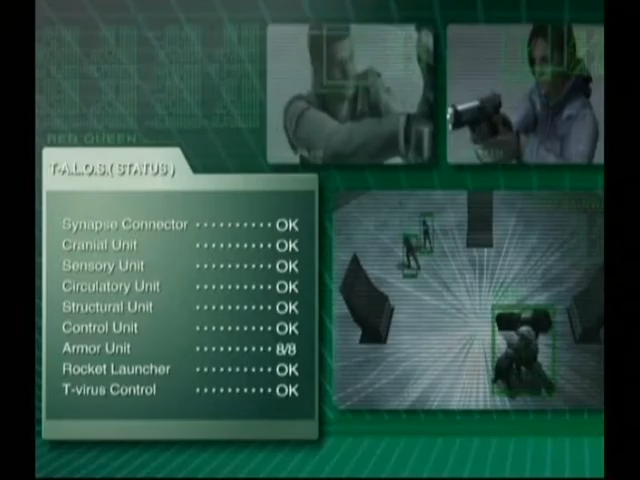 RED QUEEN
T-A.L.O.S.( STATUS )
Synapse Connector ·········· OK
Cranial Unit ·········· OK
Sensory Unit ·········· OK
Circulatory Unit ·········· OK
Structural Unit ·········· OK
Control Unit ·········· OK
Armor Unit ·········· 8/8
Rocket Launcher ·········· OK
T-virus Control ·········· OK